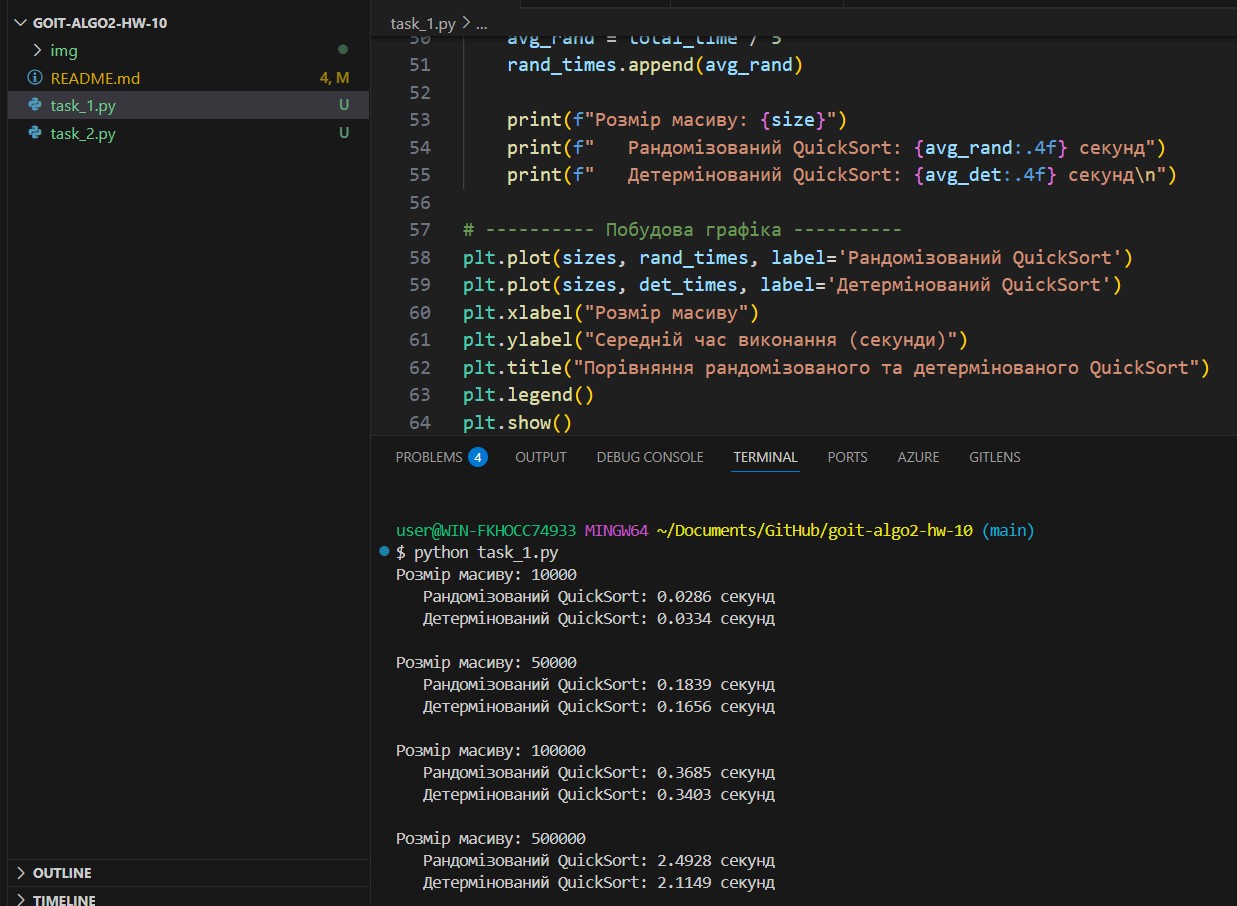 GOIT-ALGO2-HW-10
img
README.md 4, M
task_1.py U
task_2.py U
OUTLINE
TIMELINE
task_1.py > ...
50 avg_rand = total_time / 5
51 rand_times.append(avg_rand)
52
53 print(f"Розмір масиву: {size}")
54 print(f"   Рандомізований QuickSort: {avg_rand:.4f} секунд")
55 print(f"   Детермінований QuickSort: {avg_det:.4f} секунд\n")
56
57 # ---------- Побудова графіка ----------
58 plt.plot(sizes, rand_times, label='Рандомізований QuickSort')
59 plt.plot(sizes, det_times, label='Детермінований QuickSort')
60 plt.xlabel("Розмір масиву")
61 plt.ylabel("Середній час виконання (секунди)")
62 plt.title("Порівняння рандомізованого та детермінованого QuickSort")
63 plt.legend()
64 plt.show()
PROBLEMS 4 OUTPUT DEBUG CONSOLE TERMINAL PORTS AZURE GITLENS
user@WIN-FKHOCC74933 MINGW64 ~/Documents/GitHub/goit-algo2-hw-10 (main)
$ python task_1.py
Розмір масиву: 10000
Рандомізований QuickSort: 0.0286 секунд
Детермінований QuickSort: 0.0334 секунд
Розмір масиву: 50000
Рандомізований QuickSort: 0.1839 секунд
Детермінований QuickSort: 0.1656 секунд
Розмір масиву: 100000
Рандомізований QuickSort: 0.3685 секунд
Детермінований QuickSort: 0.3403 секунд
Розмір масиву: 500000
Рандомізований QuickSort: 2.4928 секунд
Детермінований QuickSort: 2.1149 секунд